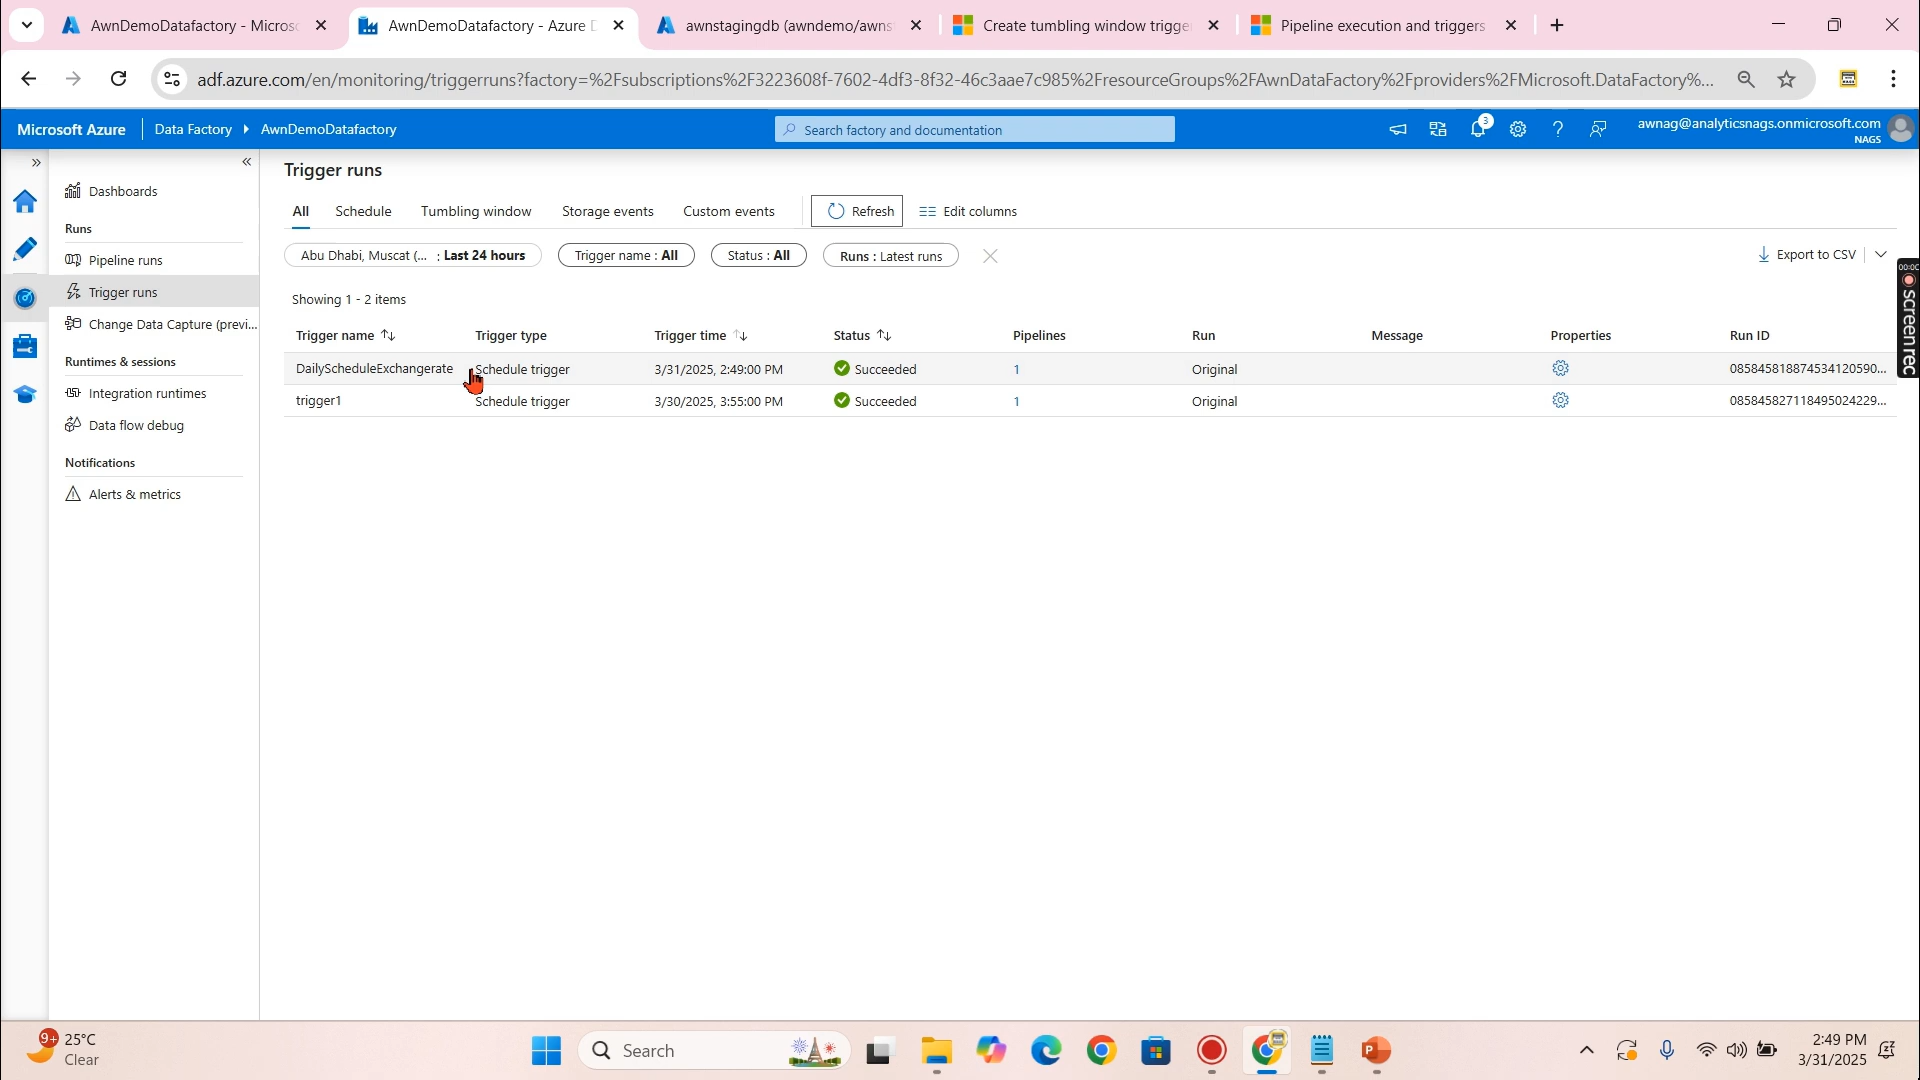 AwnDemoDatafactory - Micros
AwnDemoDatafactory - Azure D
awnstagingdb (awndemo/awns
Create tumbling window trigge
Pipeline execution and triggers
adf.azure.com/en/monitoring/triggerruns?factory=%2Fsubscriptions%2F3223608f-7602-4df3-8f32-46c3aae7c985%2FresourceGroups%2FAwnDataFactory%2Fproviders%2FMicrosoft.DataFactory%...
Microsoft Azure
Data Factory
AwnDemoDatafactory
Search factory and documentation
3
awnag@analyticsnags.onmicrosoft.com
NAGS
Dashboards
Runs
Pipeline runs
Trigger runs
Change Data Capture (previ...
Runtimes & sessions
Integration runtimes
Data flow debug
Notifications
Alerts & metrics
Trigger runs
All Schedule Tumbling window Storage events Custom events Refresh Edit columns
Abu Dhabi, Muscat (... : Last 24 hours Trigger name : All Status : All Runs : Latest runs Export to CSV
Showing 1 - 2 items
Trigger name Trigger type Trigger time Status Pipelines Run Message Properties Run ID
DailyScheduleExchangerate Schedule trigger 3/31/2025, 2:49:00 PM Succeeded 1 Original 085845818874534120590...
trigger1 Schedule trigger 3/30/2025, 3:55:00 PM Succeeded 1 Original 085845827118495024229...
screen rec
9+
25°C
Clear
Search
2:49 PM
3/31/2025